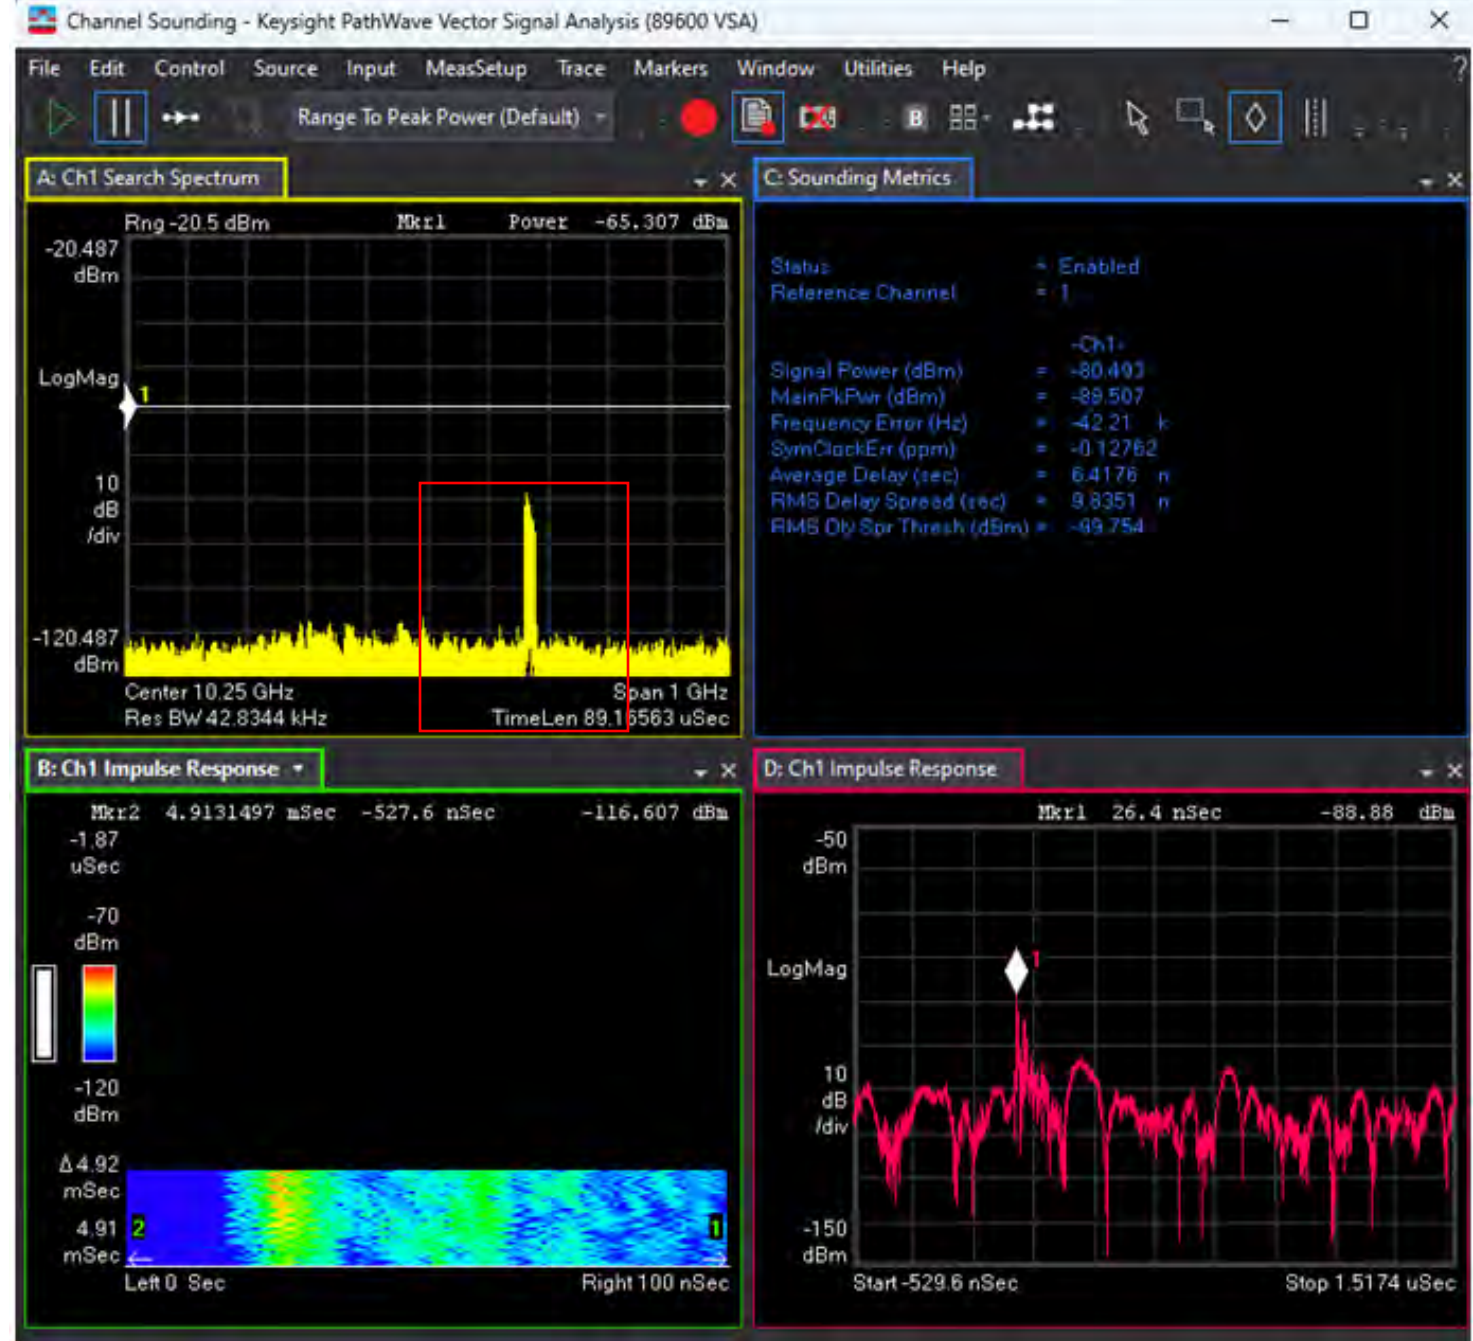 Channel Sounding - Keysight PathWave Vector Signal Analysis (89600 VSA)
File Edit Control Source Input MeasSetup Trace Markers Window Utilities Help ?
Range To Peak Power (Default) B
A: Ch1 Search Spectrum
Rng -20.5 dBm Mkr1 Power -65.307 dBm
-20.487
dBm
LogMag
1
10
dB
/div
-120.487
dBm
Center 10.25 GHz Span 1 GHz
Res BW 42.8344 kHz TimeLen 89.16563 uSec
C: Sounding Metrics
Status = Enabled
Reference Channel = 1
-Ch1-
Signal Power (dBm) = -80.493
MainPkPwr (dBm) = -89.507
Frequency Error (Hz) = -42.21 k
SymClockErr (ppm) = -0.12762
Average Delay (sec) = 6.4176 n
RMS Delay Spread (sec) = 9.8351 n
RMS Dly Spr Thresh (dBm) = -99.754
B: Ch1 Impulse Response
Mkr2 4.9131497 mSec -527.6 nSec -116.607 dBm
-1.87
uSec
-70
dBm
-120
dBm
Δ 4.92
mSec
4.91 2 1
mSec
Left 0 Sec Right 100 nSec
D: Ch1 Impulse Response
Mkr1 26.4 nSec -88.88 dBm
-50
dBm
1
LogMag
10
dB
/div
-150
dBm
Start -529.6 nSec Stop 1.5174 uSec